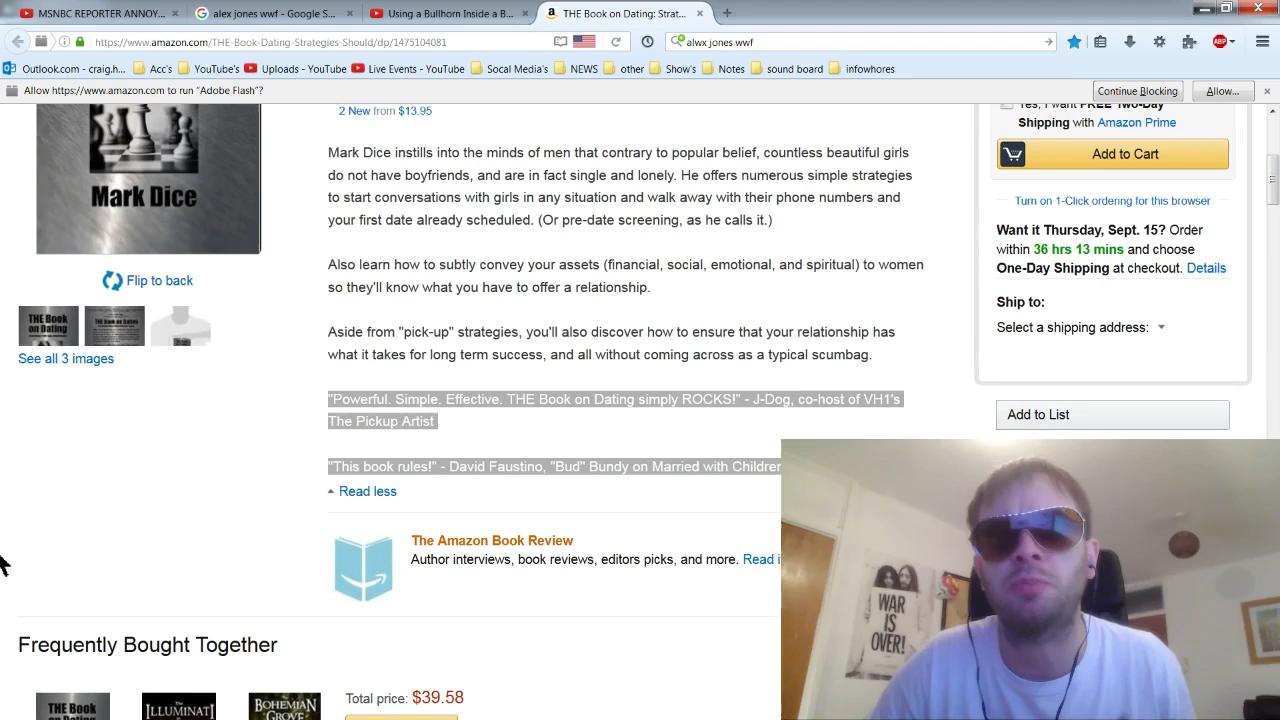 MSNBC REPORTER ANNOY...
alex jones wwf - Google S...
Using a Bullhorn Inside a B...
THE Book on Dating: Strat...
https://www.amazon.com/THE-Book-Dating-Strategies-Should/dp/1475104081
alwx jones wwf
ABP
Outlook.com - craig.h...
Acc's
YouTube's
Uploads - YouTube
Live Events - YouTube
Socal Media's
NEWS
other
Show's
Notes
sound board
infowhores
Allow https://www.amazon.com to run "Adobe Flash"?
Continue Blocking
Allow...
Mark Dice
Flip to back
THE Book
on Dating
See all 3 images
2 New from $13.95
Mark Dice instills into the minds of men that contrary to popular belief, countless beautiful girls
do not have boyfriends, and are in fact single and lonely. He offers numerous simple strategies
to start conversations with girls in any situation and walk away with their phone numbers and
your first date already scheduled. (Or pre-date screening, as he calls it.)
Also learn how to subtly convey your assets (financial, social, emotional, and spiritual) to women
so they'll know what you have to offer a relationship.
Aside from "pick-up" strategies, you'll also discover how to ensure that your relationship has
what it takes for long term success, and all without coming across as a typical scumbag.
"Powerful. Simple. Effective. THE Book on Dating simply ROCKS!" - J-Dog, co-host of VH1's
The Pickup Artist
"This book rules!" - David Faustino, "Bud" Bundy on Married with Children
Read less
The Amazon Book Review
Author interviews, book reviews, editors picks, and more. Read i
Yes, I want FREE Two-Day
Shipping with Amazon Prime
Add to Cart
Turn on 1-Click ordering for this browser
Want it Thursday, Sept. 15? Order
within 36 hrs 13 mins and choose
One-Day Shipping at checkout. Details
Ship to:
Select a shipping address:
Add to List
WAR
IS
OVER!
Frequently Bought Together
THE Book
on Dating
The
ILLUMINATI
BOHEMIAN
GROVE
Total price: $39.58